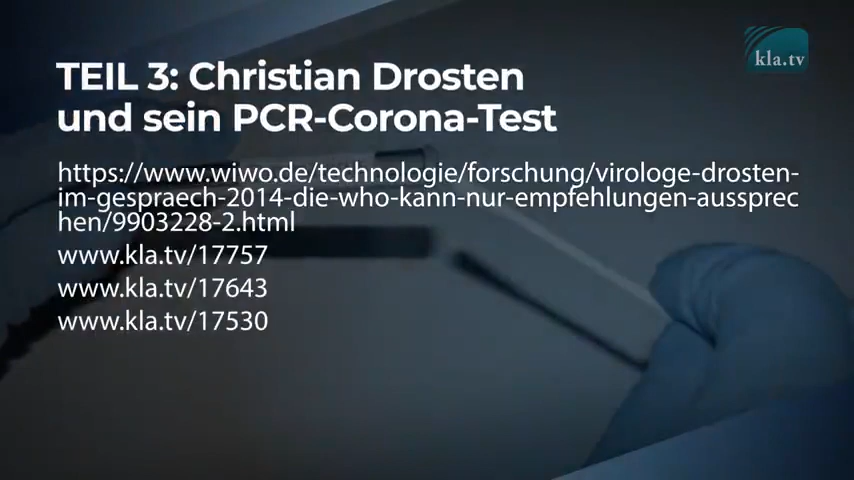 kla.tv
TEIL 3: Christian Drosten
und sein PCR-Corona-Test
https://www.wiwo.de/technologie/forschung/virologe-drosten-
im-gespraech-2014-die-who-kann-nur-empfehlungen-aussprec
hen/9903228-2.html
www.kla.tv/17757
www.kla.tv/17643
www.kla.tv/17530